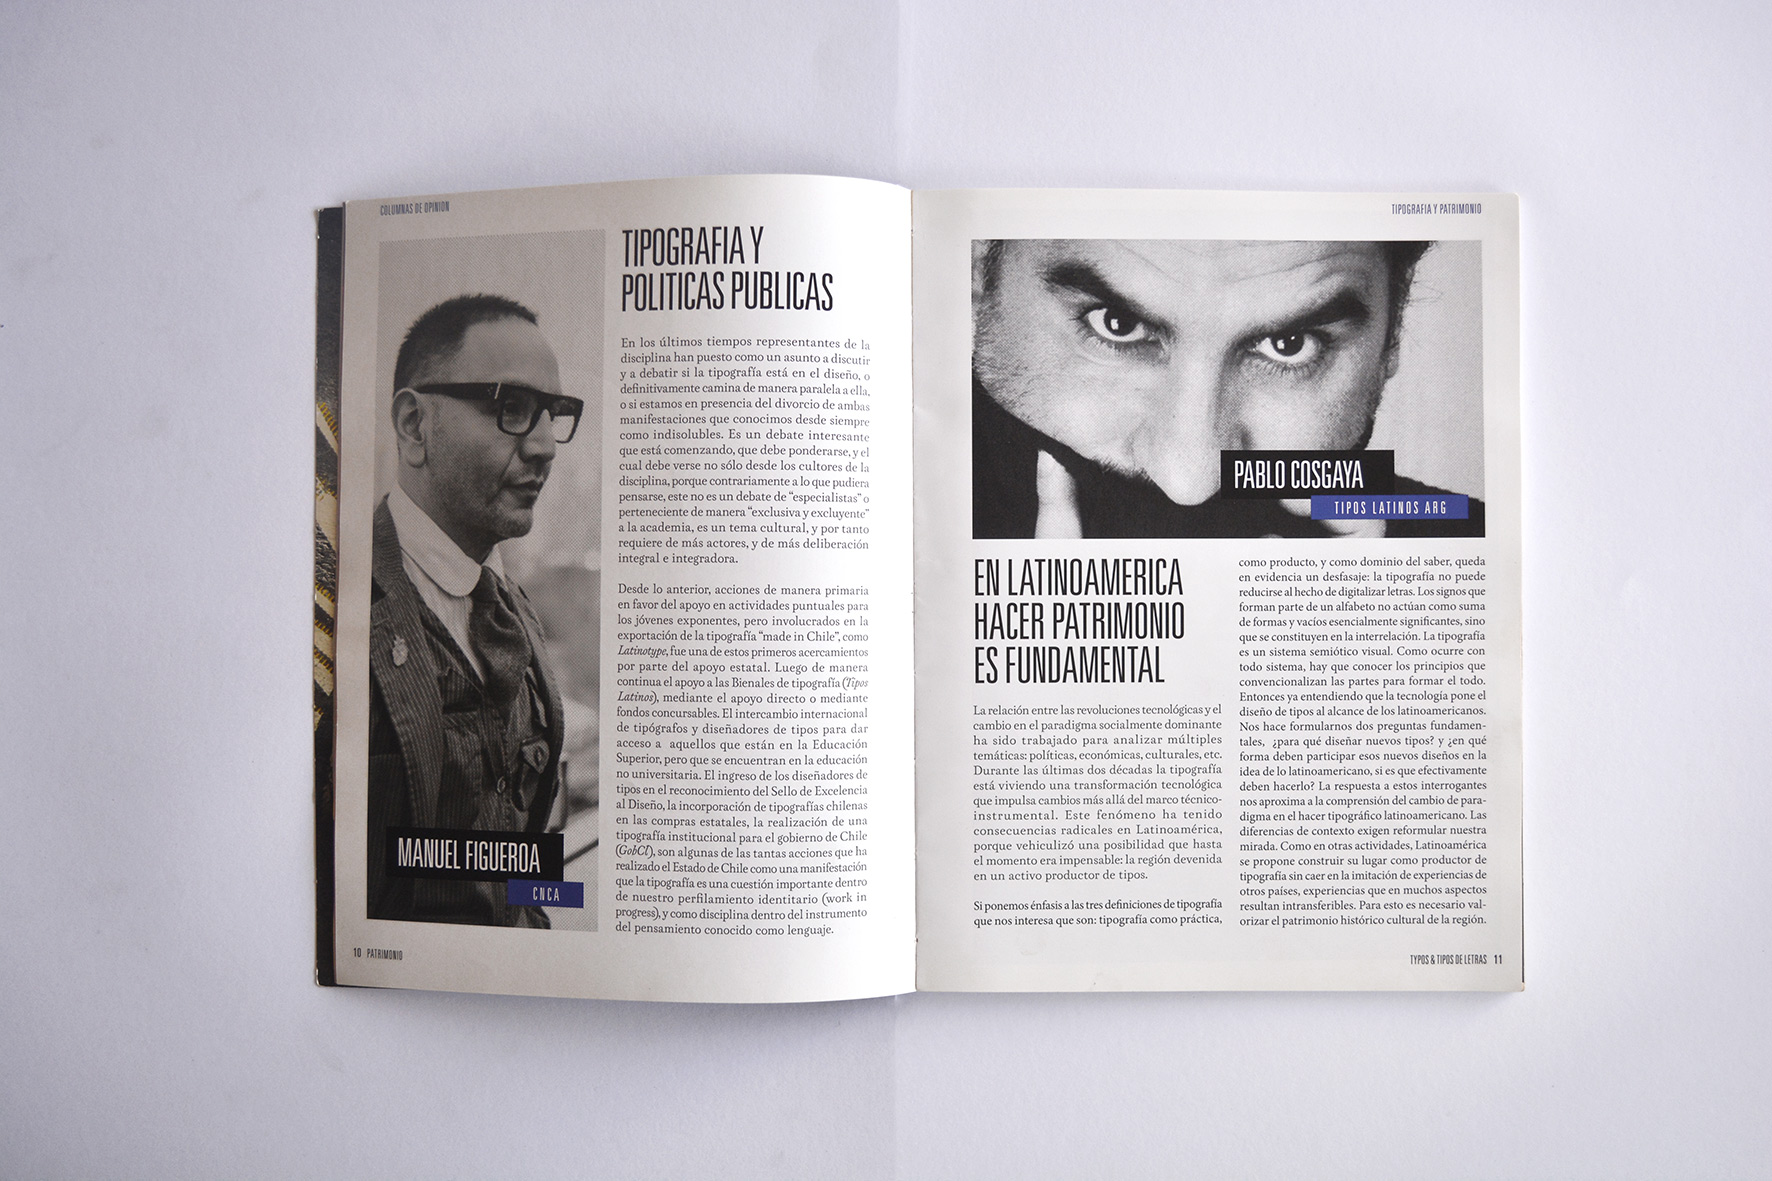 COLUMNAS DE OPINION
TIPOGRAFIA Y
POLITICAS PUBLICAS
En los últimos tiempos representantes de la
disciplina han puesto como un asunto a discutir
y a debatir si la tipografía está en el diseño, o
definitivamente camina de manera paralela a ella,
o si estamos en presencia del divorcio de ambas
manifestaciones que conocimos desde siempre
como indisolubles. Es un debate interesante
que está comenzando, que debe ponderarse, y el
cual debe verse no sólo desde los cultores de la
disciplina, porque contrariamente a lo que pudiera
pensarse, este no es un debate de “especialistas” o
perteneciente de manera “exclusiva y excluyente”
a la academia, es un tema cultural, y por tanto
requiere de más actores, y de más deliberación
integral e integradora.
Desde lo anterior, acciones de manera primaria
en favor del apoyo en actividades puntuales para
los jóvenes exponentes, pero involucrados en la
exportación de la tipografía “made in Chile”, como
Latinotype, fue una de estos primeros acercamientos
por parte del apoyo estatal. Luego de manera
continua el apoyo a las Bienales de tipografía (Tipos
Latinos), mediante el apoyo directo o mediante
fondos concursables. El intercambio internacional
de tipógrafos y diseñadores de tipos para dar
acceso a aquellos que están en la Educación
Superior, pero que se encuentran en la educación
no universitaria. El ingreso de los diseñadores de
tipos en el reconocimiento del Sello de Excelencia
al Diseño, la incorporación de tipografías chilenas
en las compras estatales, la realización de una
tipografía institucional para el gobierno de Chile
(GobCl), son algunas de las tantas acciones que ha
realizado el Estado de Chile como una manifestación
que la tipografía es una cuestión importante dentro
de nuestro perfilamiento identitario (work in
progress), y como disciplina dentro del instrumento
del pensamiento conocido como lenguaje.
MANUEL FIGUEROA
CNCA
10 PATRIMONIO
TIPOGRAFIA Y PATRIMONIO
PABLO COSGAYA
TIPOS LATINOS ARG
EN LATINOAMERICA
HACER PATRIMONIO
ES FUNDAMENTAL
La relación entre las revoluciones tecnológicas y el
cambio en el paradigma socialmente dominante
ha sido trabajado para analizar múltiples
temáticas: políticas, económicas, culturales, etc.
Durante las últimas dos décadas la tipografía
está viviendo una transformación tecnológica
que impulsa cambios más allá del marco técnico-
instrumental. Este fenómeno ha tenido
consecuencias radicales en Latinoamérica,
porque vehiculizó una posibilidad que hasta
el momento era impensable: la región devenida
en un activo productor de tipos.
Si ponemos énfasis a las tres definiciones de tipografía
que nos interesa que son: tipografía como práctica,
como producto, y como dominio del saber, queda
en evidencia un desfasaje: la tipografía no puede
reducirse al hecho de digitalizar letras. Los signos que
forman parte de un alfabeto no actúan como suma
de formas y vacíos esencialmente significantes, sino
que se constituyen en la interrelación. La tipografía
es un sistema semiótico visual. Como ocurre con
todo sistema, hay que conocer los principios que
convencionalizan las partes para formar el todo.
Entonces ya entendiendo que la tecnología pone el
diseño de tipos al alcance de los latinoamericanos.
Nos hace formularnos dos preguntas fundamen-
tales, ¿para qué diseñar nuevos tipos? y ¿en qué
forma deben participar esos nuevos diseños en la
idea de lo latinoamericano, si es que efectivamente
deben hacerlo? La respuesta a estos interrogantes
nos aproxima a la comprensión del cambio de para-
digma en el hacer tipográfico latinoamericano. Las
diferencias de contexto exigen reformular nuestra
mirada. Como en otras actividades, Latinoamérica
se propone construir su lugar como productor de
tipografía sin caer en la imitación de experiencias de
otros países, experiencias que en muchos aspectos
resultan intransferibles. Para esto es necesario val-
orizar el patrimonio histórico cultural de la región.
TYPOS & TIPOS DE LETRAS 11